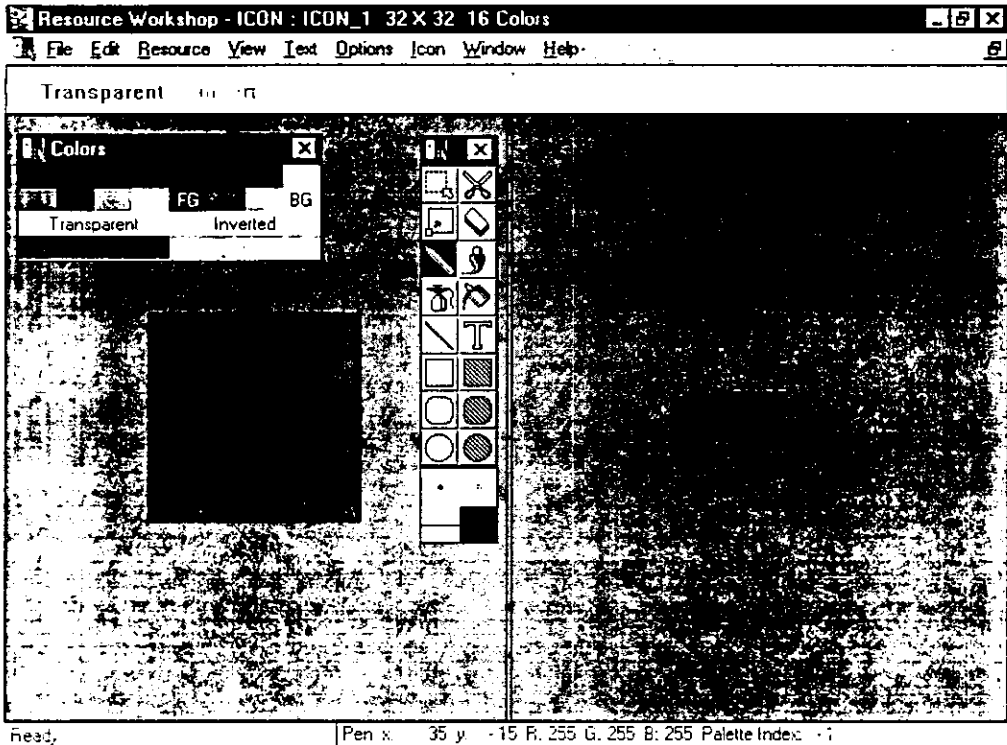 Resource Workshop - ICON : ICON_1 32 X 32 16 Colors
File Edit Resource View Text Options Icon Window Help
Transparent
Colors
FG BG
Transparent Inverted
T
Ready
Pen x: 35 y: -15 R: 255 G: 255 B: 255 Palette Index: -1